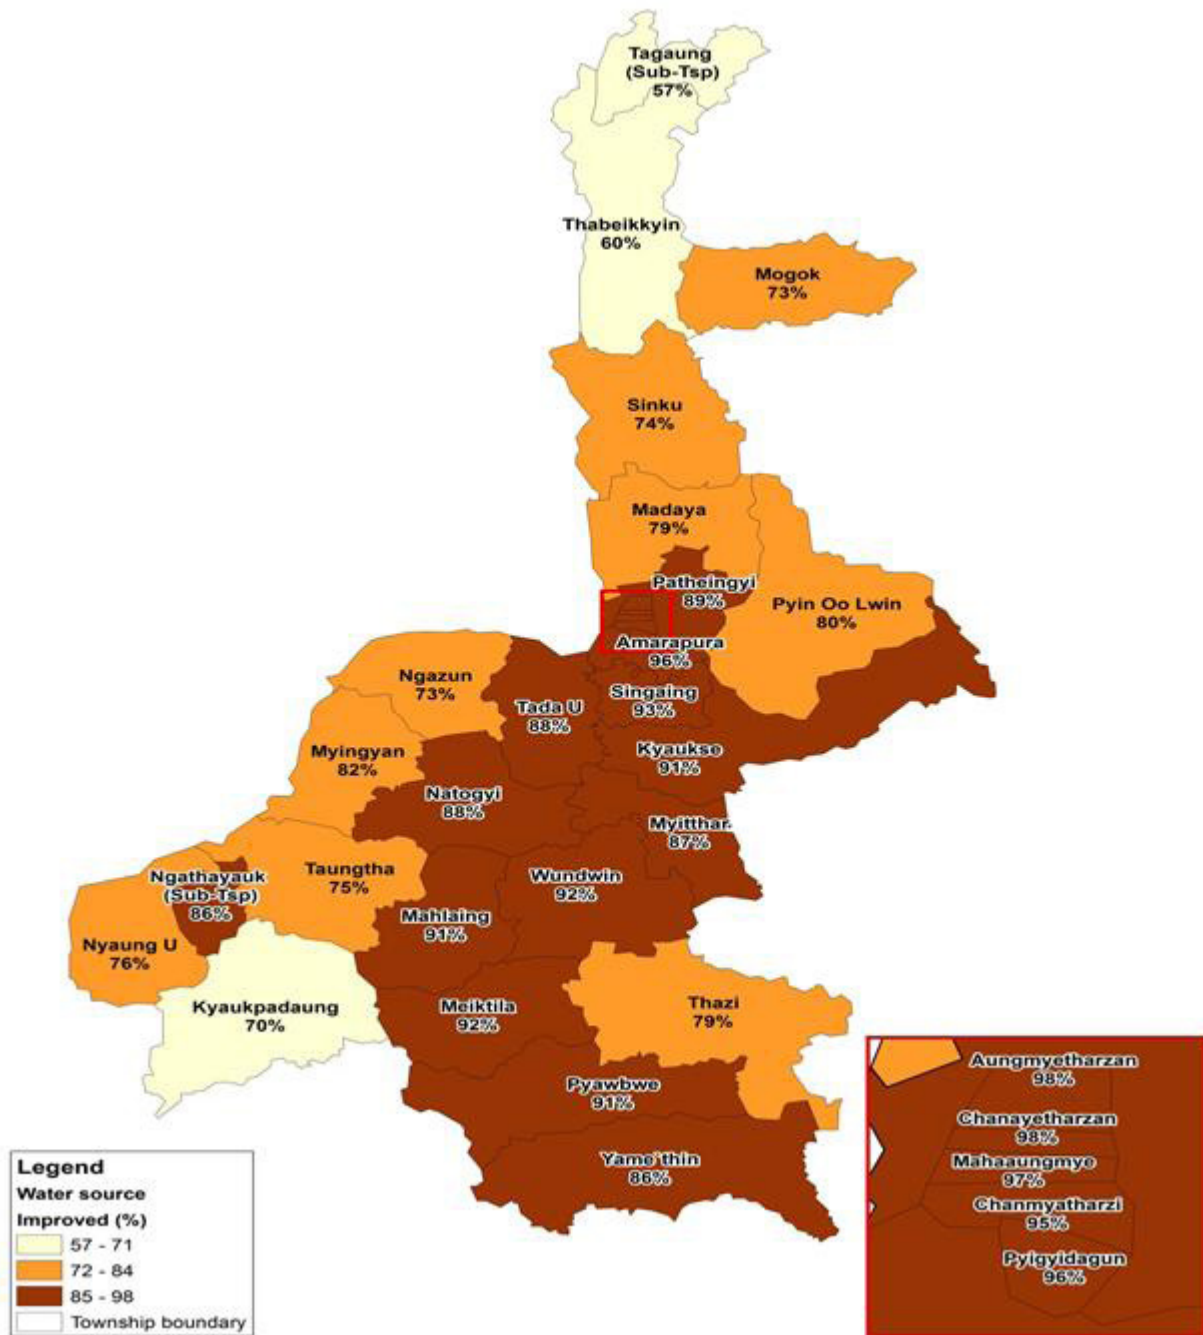 Tagaung
(Sub-Tsp)
57%
Thabeikkyin
60%
Mogok
73%
Sinku
74%
Madaya
79%
Patheingyi
89%
Pyin Oo Lwin
80%
Amarapura
96%
Ngazun
73%
Tada U
88%
Singaing
93%
Kyaukse
91%
Myingyan
82%
Natogyi
88%
Myitthar
87%
Taungtha
75%
Ngathayauk
(Sub-Tsp)
86%
Wundwin
92%
Mahlaing
91%
Nyaung U
76%
Kyaukpadaung
70%
Meiktila
92%
Thazi
79%
Pyawbwe
91%
Yame`thin
86%
Aungmyetharzan
98%
Chanayetharzan
98%
Mahaaungmye
97%
Chanmyatharzi
95%
Pyigyidagun
96%
Legend
Water source
Improved (%)
57 - 71
72 - 84
85 - 98
Township boundary